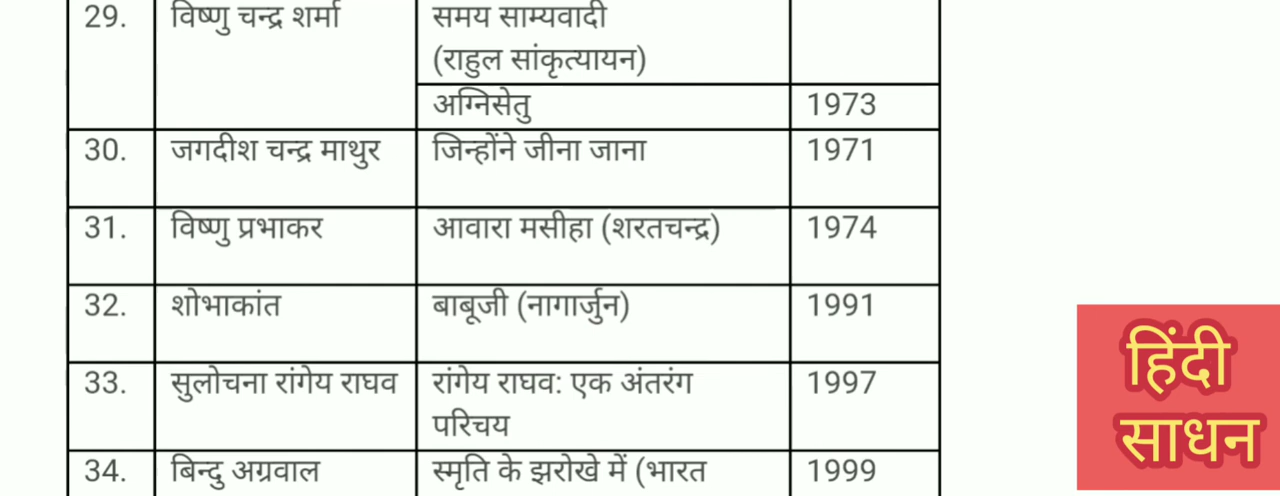 29. विष्णु चन्द्र शर्मा समय साम्यवादी
(राहुल सांकृत्यायन)
अग्निसेतु 1973
30. जगदीश चन्द्र माथुर जिन्होंने जीना जाना 1971
31. विष्णु प्रभाकर आवारा मसीहा (शरतचन्द्र) 1974
32. शोभाकांत बाबूजी (नागार्जुन) 1991
33. सुलोचना रांगेय राघव रांगेय राघव: एक अंतरंग 1997
परिचय
34. बिन्दु अग्रवाल स्मृति के झरोखे में (भारत 1999
हिंदी
साधन